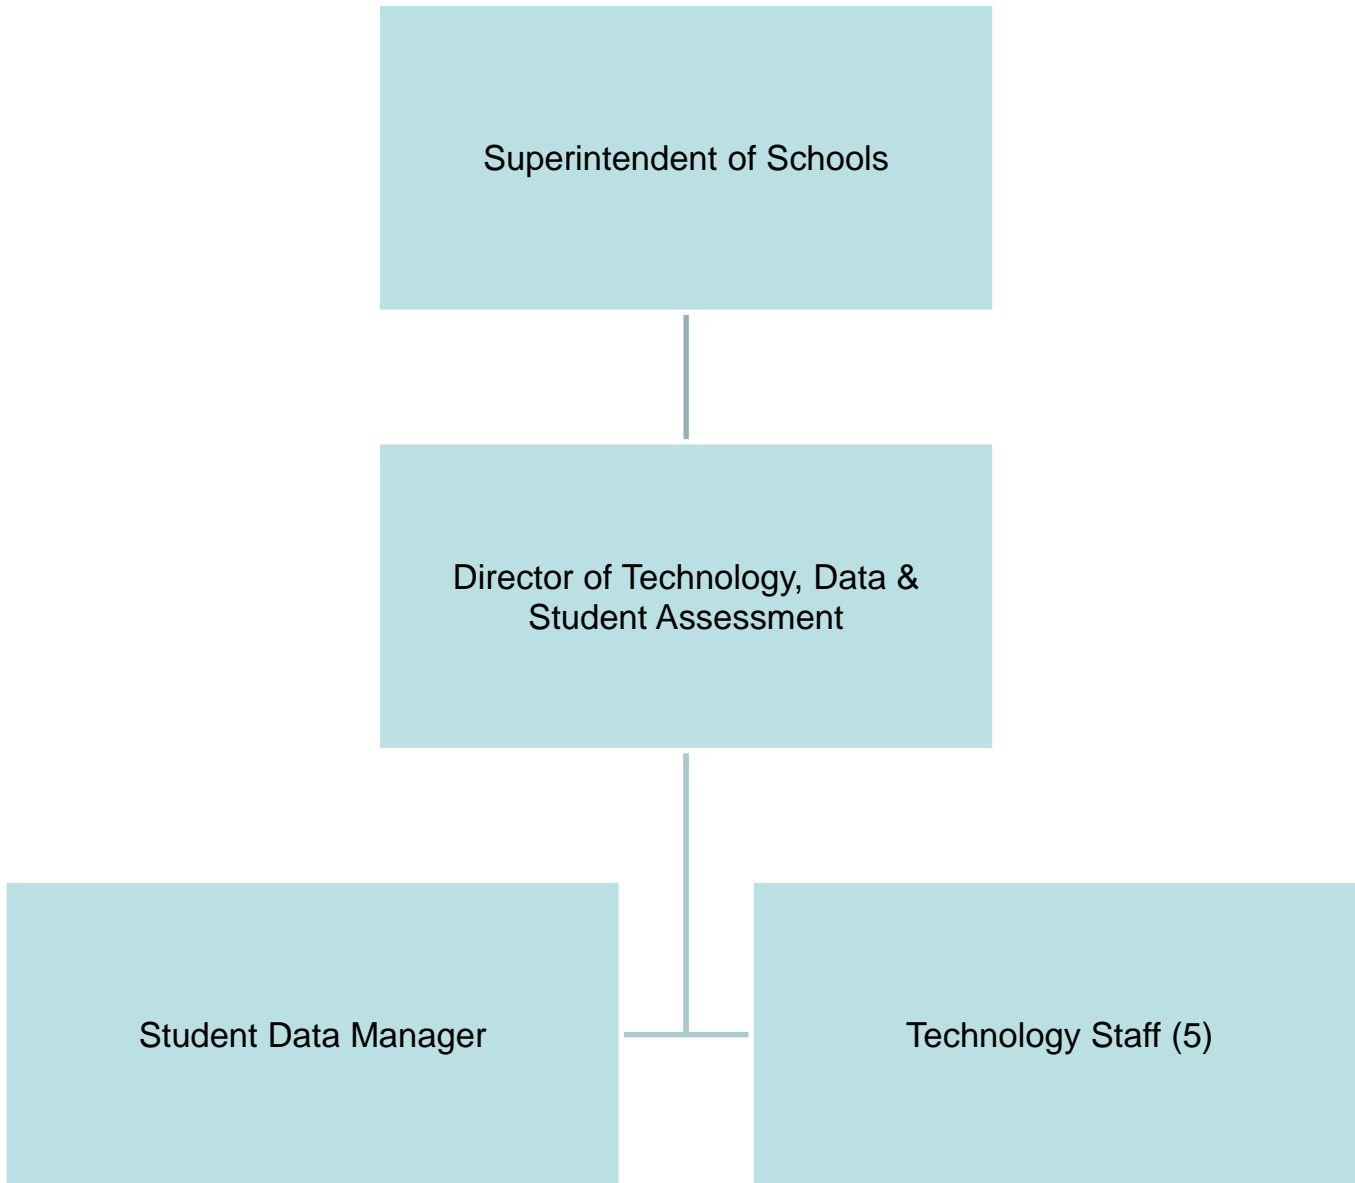 Superintendent of Schools
Director of Technology, Data &
Student Assessment
Student Data Manager
Technology Staff (5)